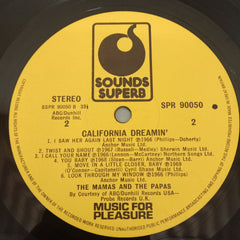 SOUNDS
SUPERB
STEREO
SPR 90050
SSPR 90050 B 33⅓
ABC/Dunhill
Records Inc.
2
2
CALIFORNIA DREAMIN'
1. I SAW HER AGAIN LAST NIGHT ℗1966 (Phillips-Doherty)
Anchor Music Ltd.
2. TWIST AND SHOUT ℗1967 (Russell-Medley) Sherwin Music Ltd.
3. I CALL YOUR NAME ℗1966 (Lennon-McCartney) Northern Songs Ltd.
4. YOU BABY ℗1966 (Sloan-Barri) Anchor Music Ltd.
5. MOVE IN A LITTLE CLOSER, BABY ℗1969
(O'Connor-Capitelli) Cyril Shane Music Ltd.
6. LOOK THROUGH MY WINDOW ℗1966 (Phillips)
Anchor Music Ltd.
THE MAMAS AND THE PAPAS
By Courtesy of ABC/Dunhill Records USA—
Probe Records U.K.
MUSIC FOR
PLEASURE